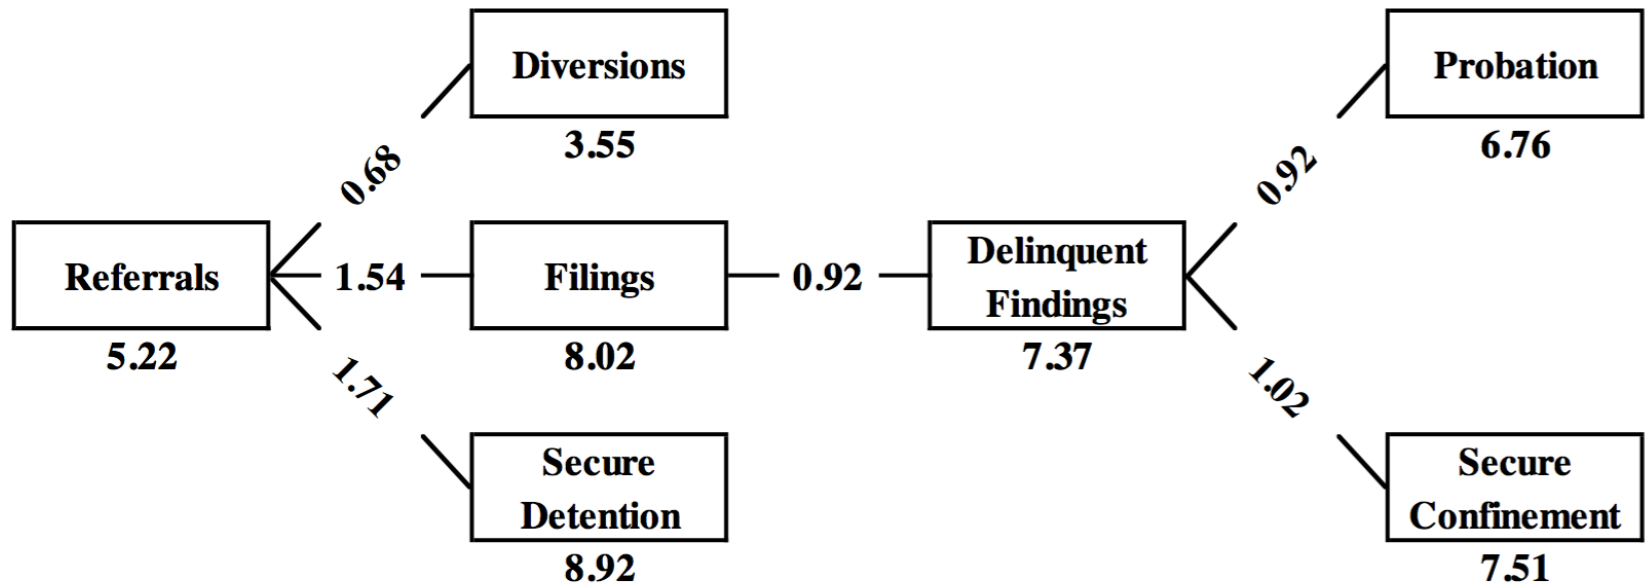 Diversions
3.55
Probation
6.76
0.68
0.92
Referrals
5.22
1.54
Filings
8.02
0.92
Delinquent
Findings
7.37
1.71
1.02
Secure
Detention
8.92
Secure
Confinement
7.51